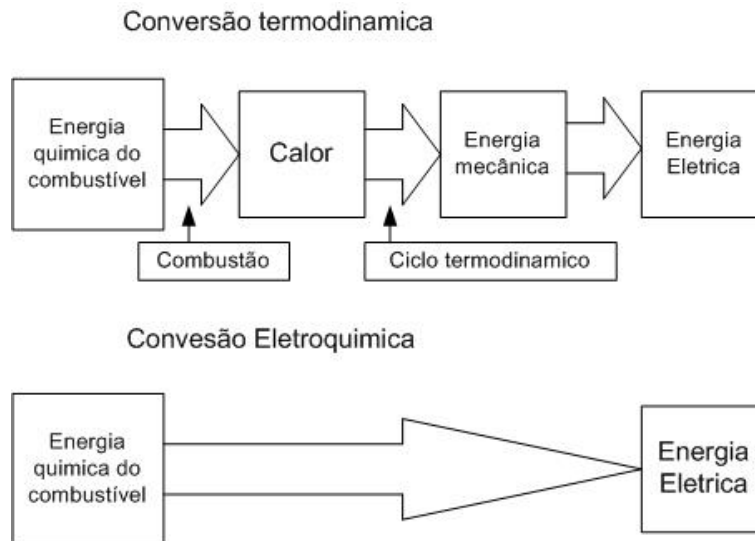 Conversão termodinamica
Energia
quimica do
combustível
Calor
Energia
mecânica
Energia
Eletrica
Combustão
Ciclo termodinamico
Convesão Eletroquimica
Energia
quimica do
combustível
Energia
Eletrica